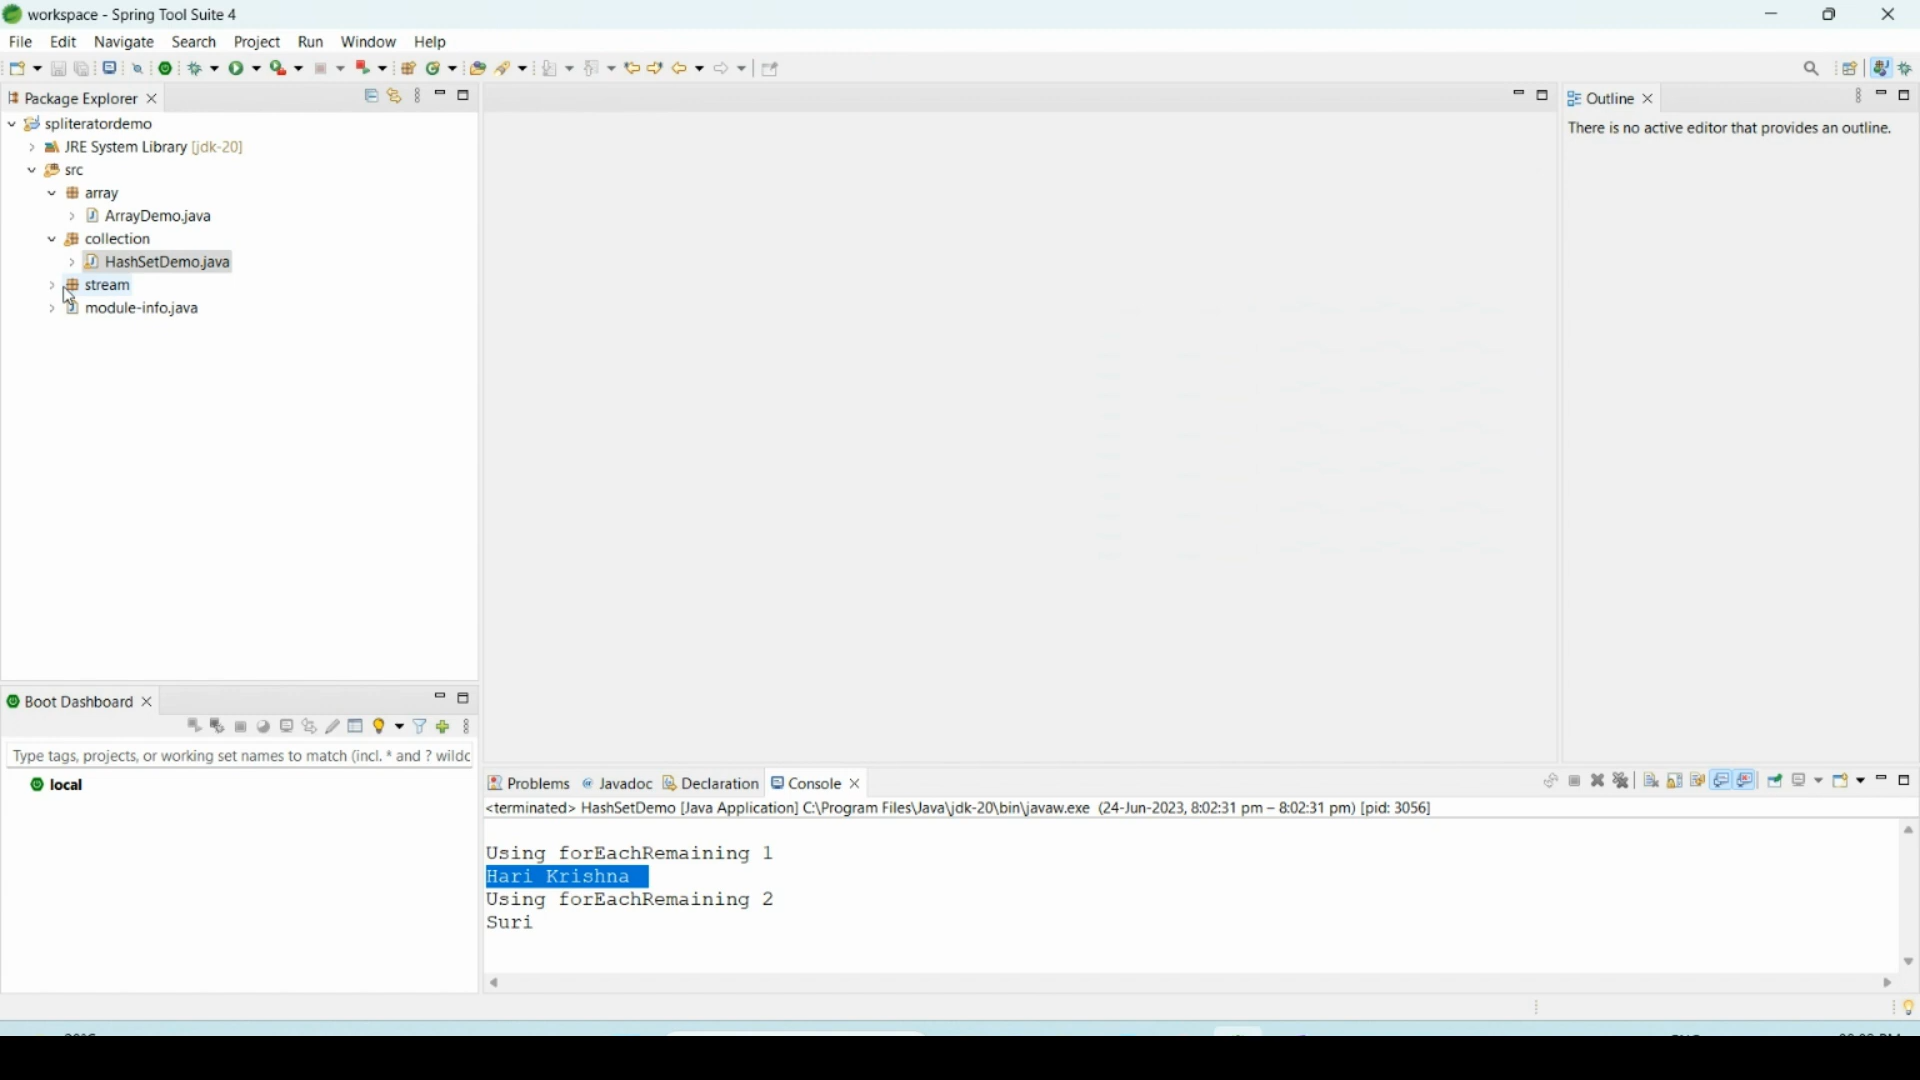 workspace - Spring Tool Suite 4
File Edit Navigate Search Project Run Window Help
Package Explorer
spliteratordemo
JRE System Library [jdk-20]
src
array
ArrayDemo.java
collection
HashSetDemo.java
stream
module-info.java
Outline
There is no active editor that provides an outline.
Boot Dashboard
Type tags, projects, or working set names to match (incl. * and ? wildc
local
Problems Javadoc Declaration Console
<terminated> HashSetDemo [Java Application] C:\Program Files\Java\jdk-20\bin\javaw.exe (24-Jun-2023, 8:02:31 pm – 8:02:31 pm) [pid: 3056]
Using forEachRemaining 1
Hari Krishna
Using forEachRemaining 2
Suri